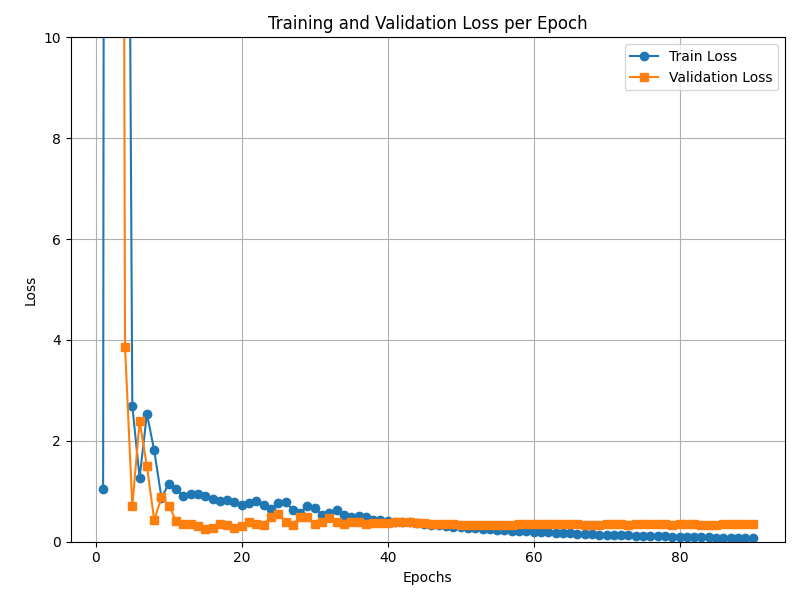 Training and Validation Loss per Epoch
Train Loss
Validation Loss
10
8
6
4
2
0
Loss
0 20 40 60 80
Epochs